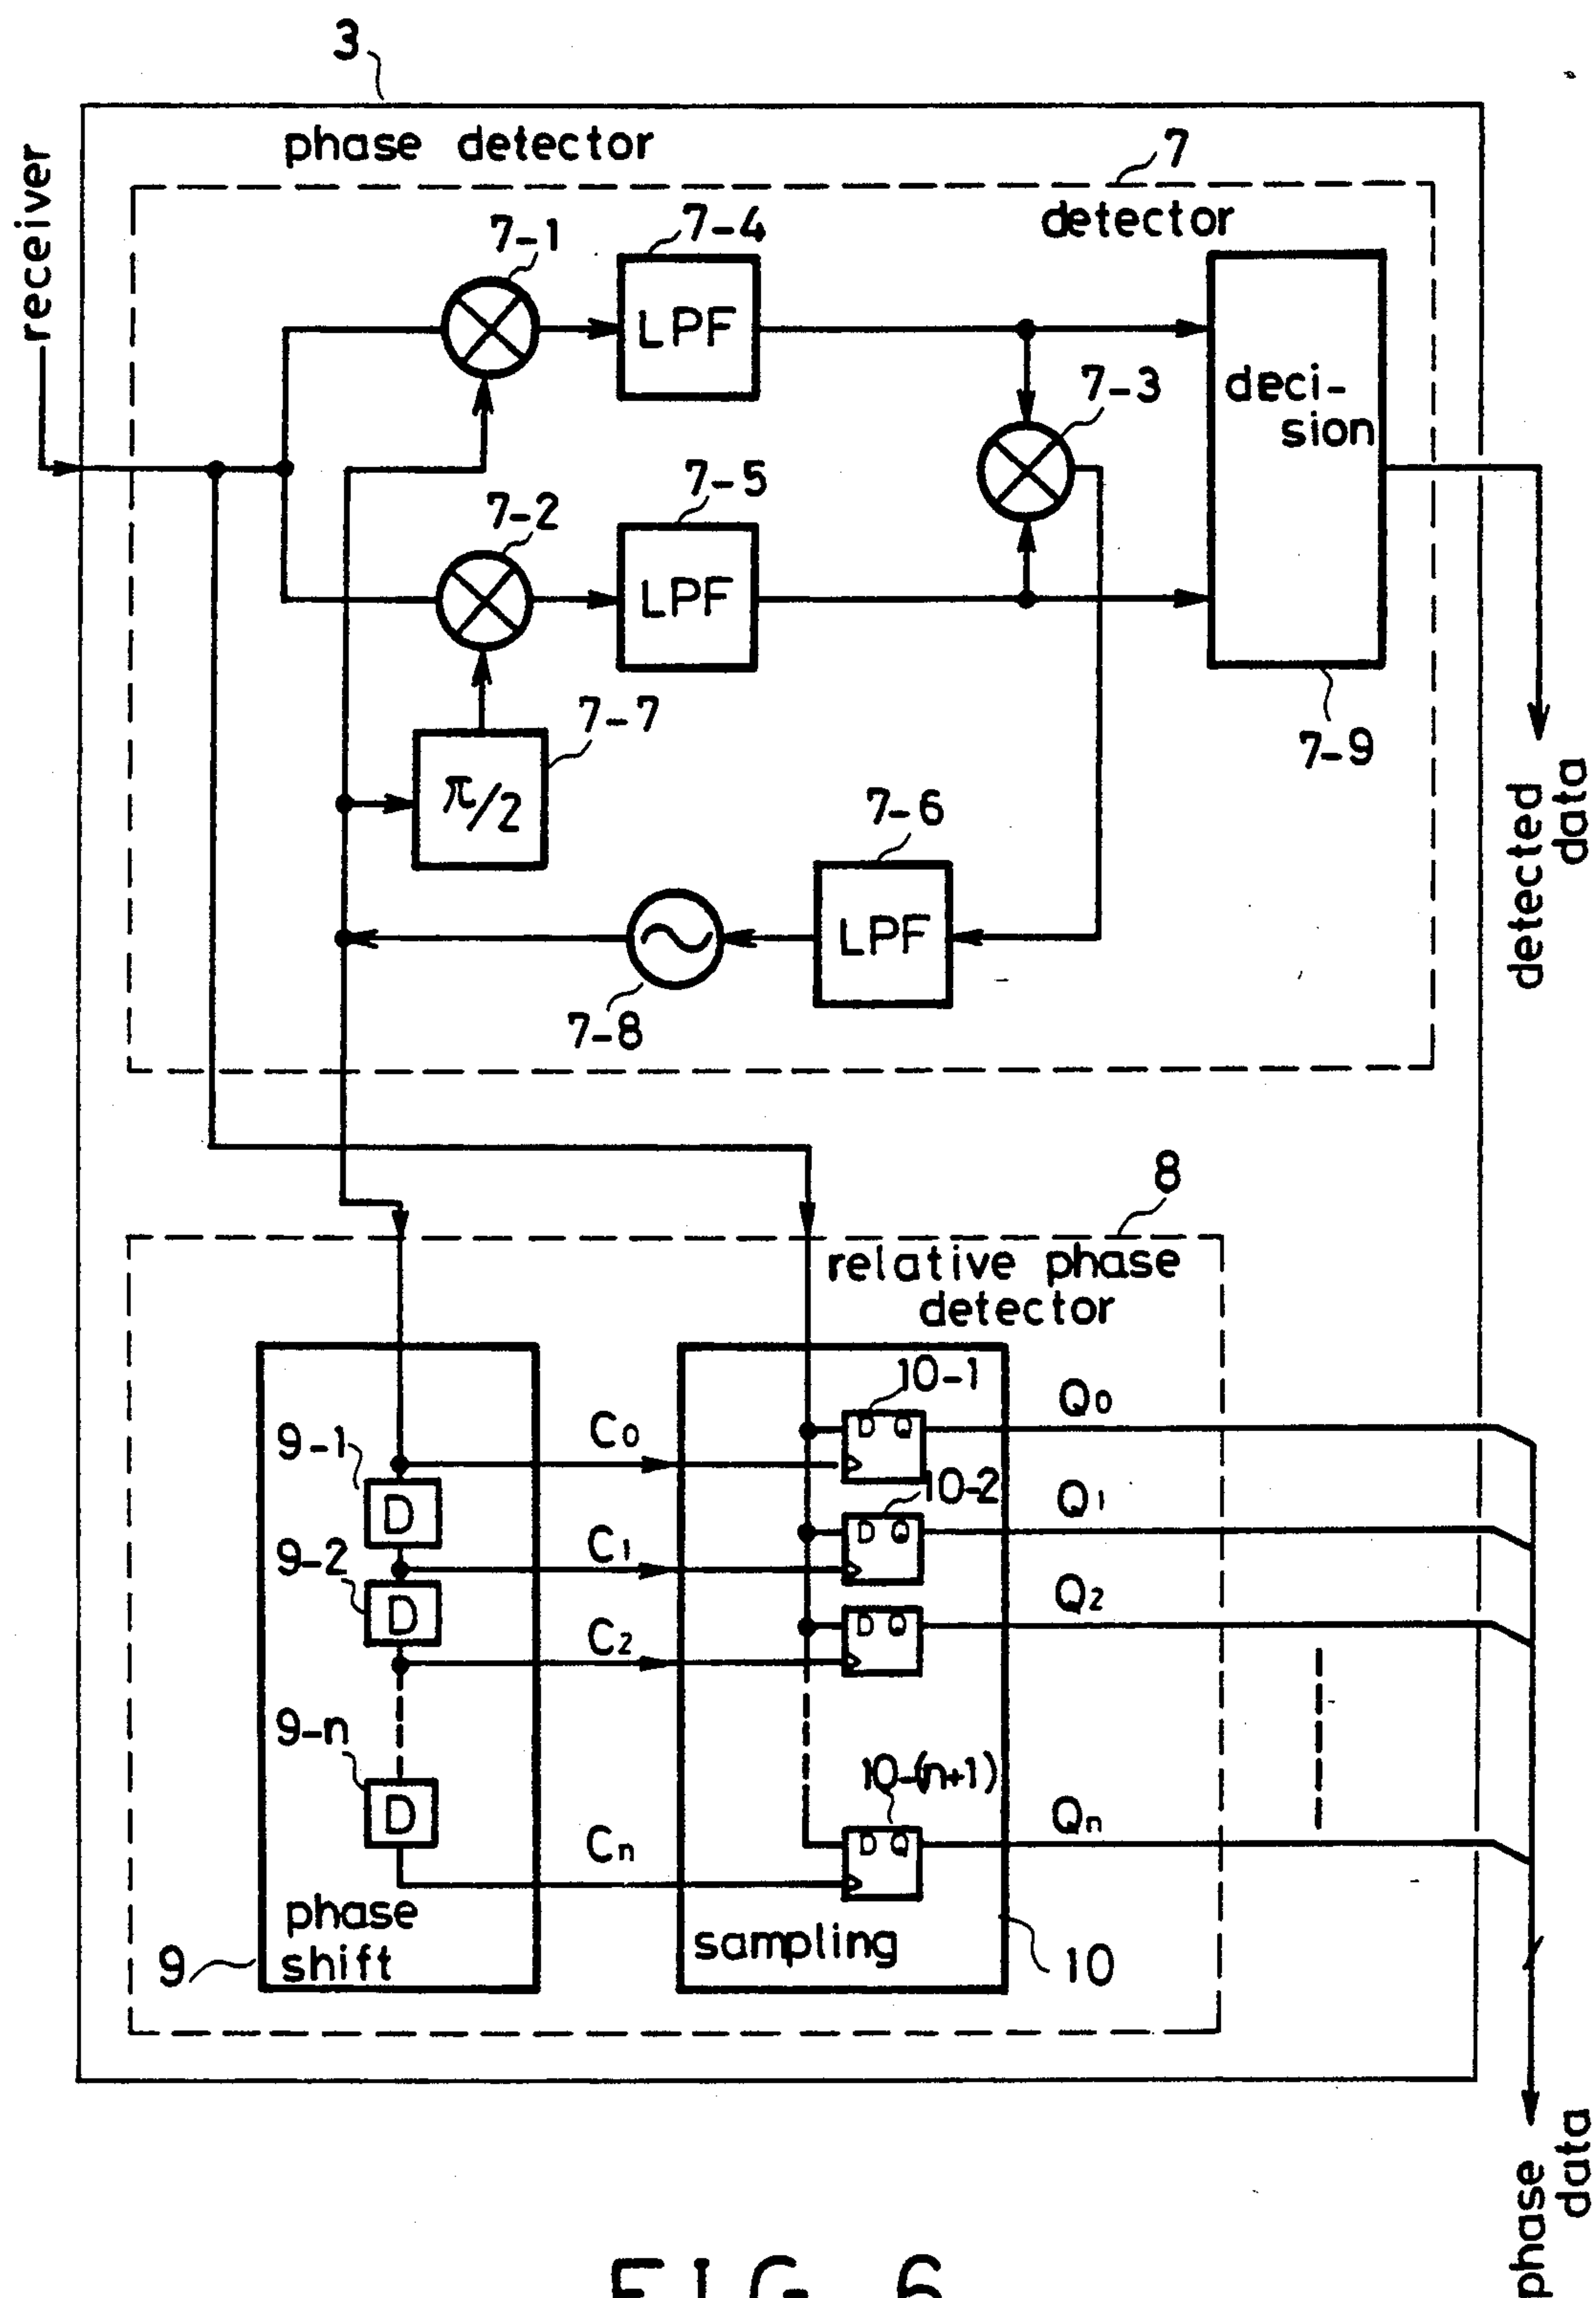 3
phase detector
receiver
7
detector
7-1
7-4
LPF
deci-
sion
7-3
7-2
7-5
LPF
7-7
π/2
7-9
7-6
LPF
7-8
detected
data
8
relative phase
detector
10-1
D Q
Q0
9-1
C0
D
10-2
D Q
Q1
9-2
C1
D
D Q
Q2
C2
9-n
D
10-(n+1)
D Q
Qn
Cn
phase
shift
9
sampling
10
phase
data
FIG. 6